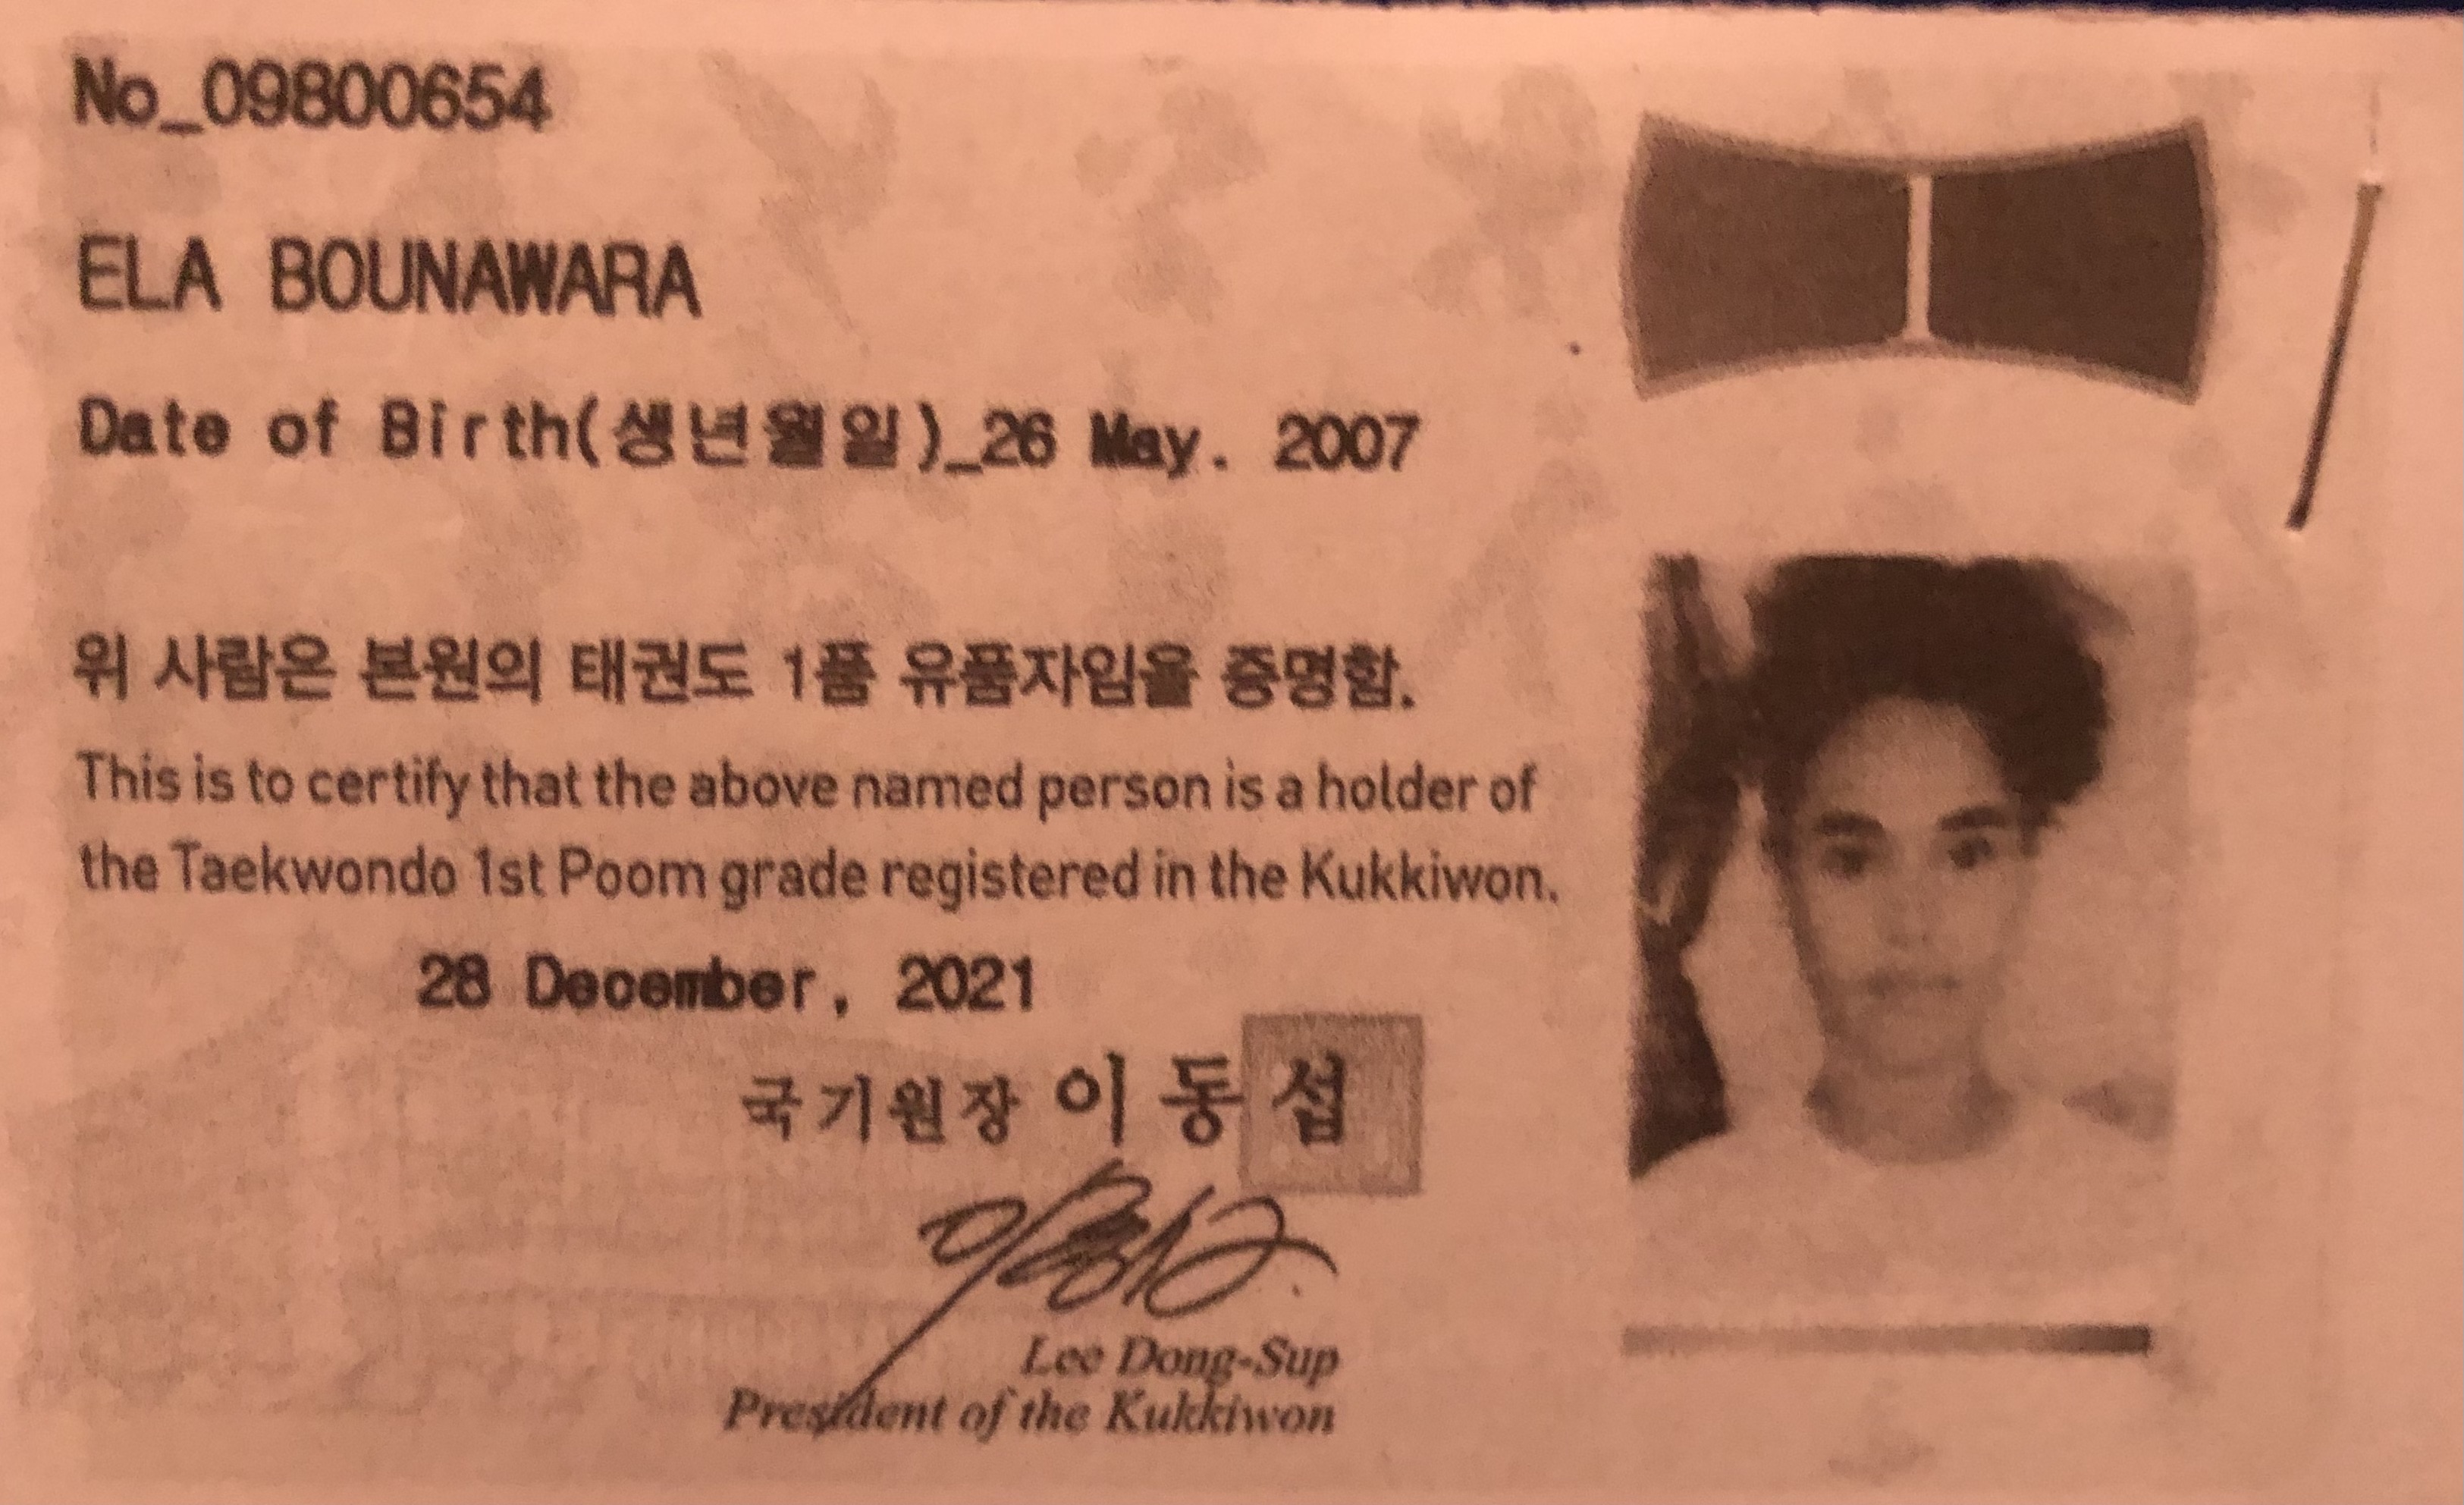 No_09800654
ELA BOUNAWARA
Date of Birth(생년월일)_26 May. 2007
위 사람은 본원의 태권도 1품 유품자임을 증명함.
This is to certify that the above named person is a holder of
the Taekwondo 1st Poom grade registered in the Kukkiwon.
28 December, 2021
국기원장 이동섭
Lee Dong-Sup
President of the Kukkiwon